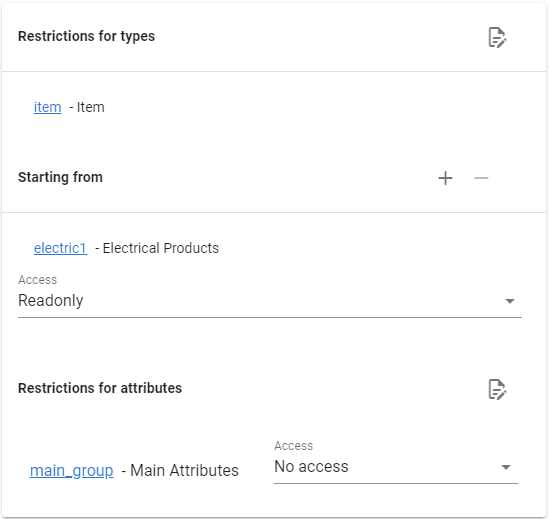 Restrictions for types
item - Item
Starting from
electric1 - Electrical Products
Access
Readonly
Restrictions for attributes
main_group - Main Attributes
Access
No access